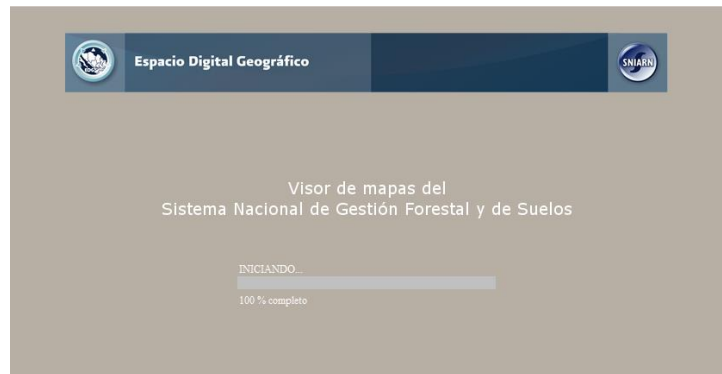 Espacio Digital Geográfico
SNIARN
Visor de mapas del
Sistema Nacional de Gestión Forestal y de Suelos
INICIANDO...
100 % completo